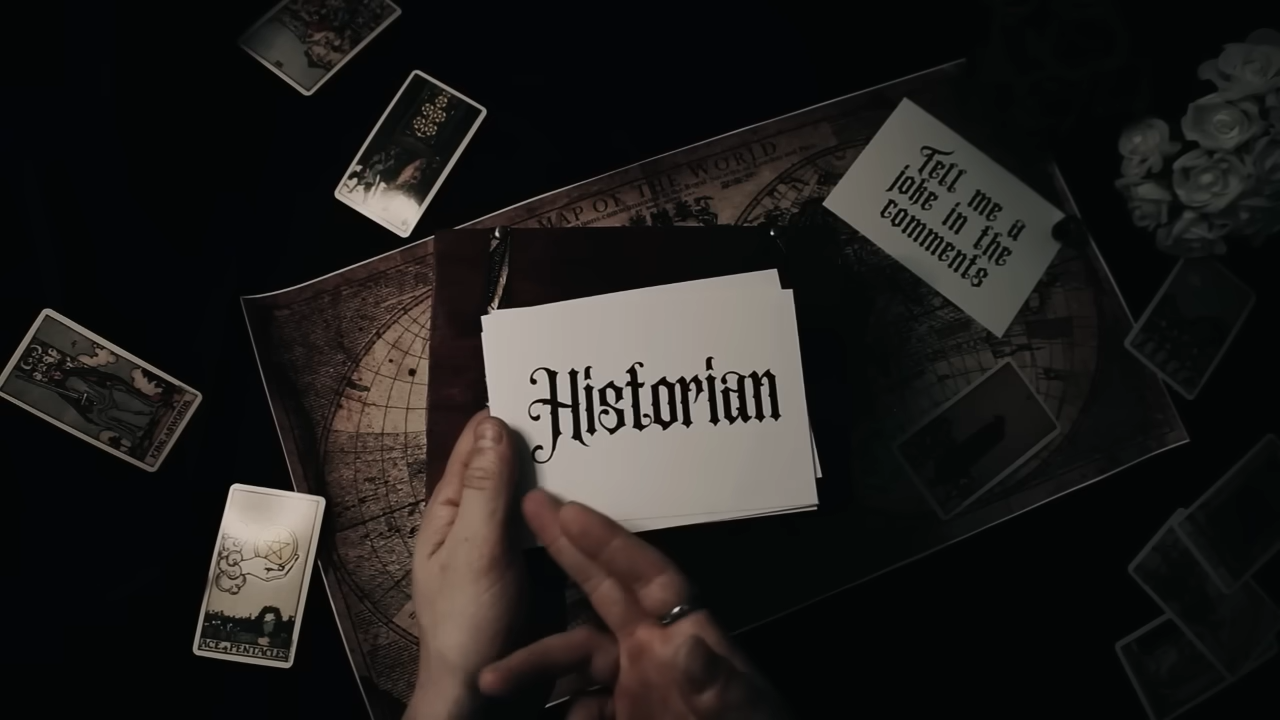 MAP OF THE WORLD
Tell me a
joke in the
comments
Historian
KING of SWORDS
ACE of PENTACLES